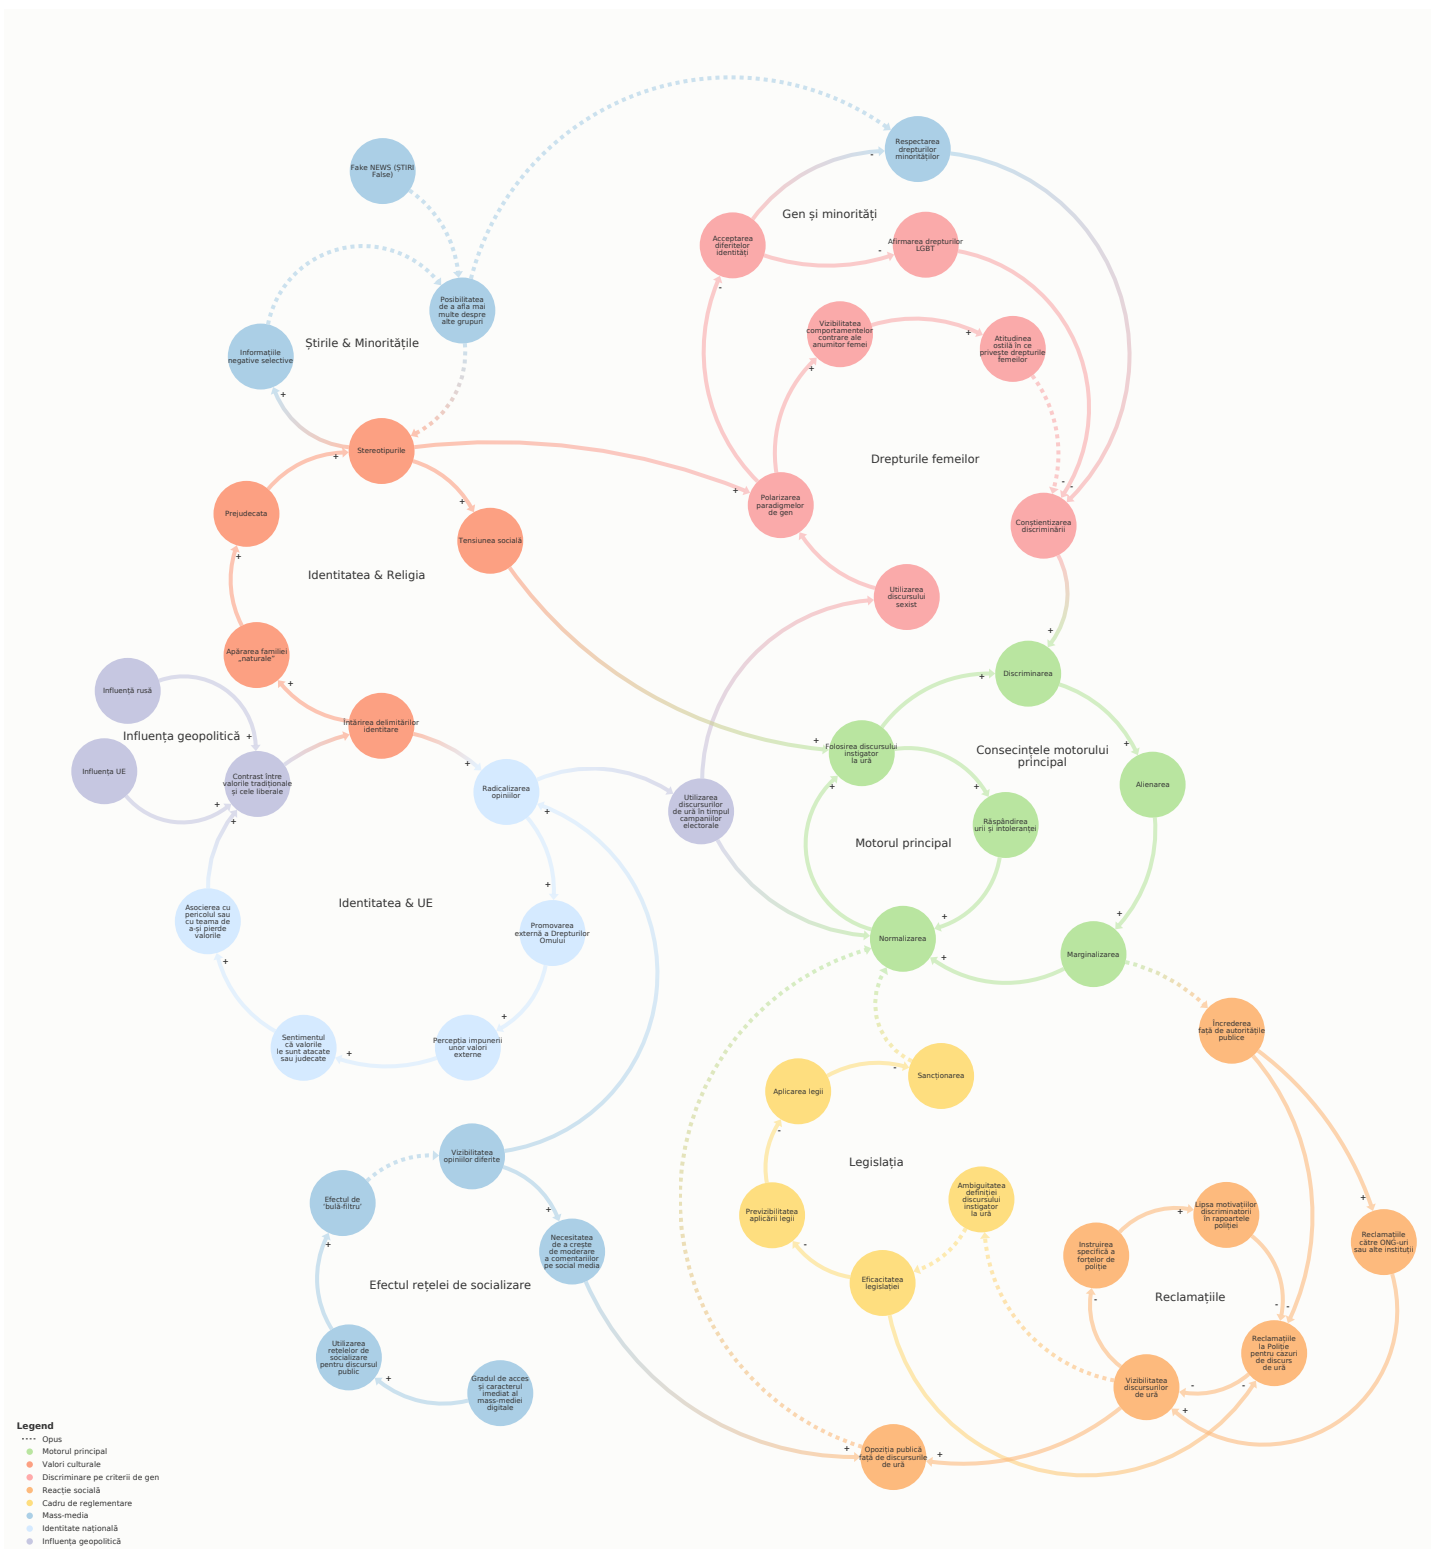 Respectarea
drepturilor
minorităților
Fake NEWS (ȘTIRI
False)
Gen și minorități
Acceptarea
diferitelor
identități
Afirmarea drepturilor
LGBT
Posibilitatea
de a afla mai
multe despre
alte grupuri
Vizibilitatea
comportamentelor
contrare ale
anumitor femei
Atitudinea
ostilă în ce
privește drepturile
femeilor
Știrile & Minoritățile
Informațiile
negative selective
Stereotipurile
Drepturile femeilor
Polarizarea
paradigmelor
de gen
Prejudecata
Conștientizarea
discriminării
Tensiunea socială
Identitatea & Religia
Utilizarea
discursului
sexist
Apărarea familiei
„naturale”
Discriminarea
Influență rusă
Întărirea delimitărilor
identitare
Influența geopolitică
Folosirea discursului
instigator
la ură
Consecințele motorului
principal
Influența UE
Contrast între
valorile tradiționale
și cele liberale
Radicalizarea
opiniilor
Alienarea
Utilizarea
discursurilor
de ură în timpul
campaniilor
electorale
Răspândirea
urii și intoleranței
Motorul principal
Identitatea & UE
Asocierea cu
pericolul sau
cu teama de
a-și pierde
valorile
Promovarea
externă a Drepturilor
Omului
Normalizarea
Marginalizarea
Sentimentul
că valorile
le sunt atacate
sau judecate
Percepția impunerii
unor valori
externe
Încrederea
față de autoritățile
publice
Sancționarea
Aplicarea legii
Vizibilitatea
opiniilor diferite
Legislația
Efectul de
'bulă-filtru'
Previzibilitatea
aplicării legii
Ambiguitatea
definiției
discursului
instigator
la ură
Lipsa motivațiilor
discriminatorii
în rapoartele
poliției
Necesitatea
de a crește
de moderare
a comentariilor
pe social media
Instruirea
specifică a
forțelor de
poliție
Reclamațiile
către ONG-uri
sau alte instituții
Efectul rețelei de socializare
Eficacitatea
legislației
Reclamațiile
Utilizarea
rețelelor de
socializare
pentru discursul
public
Reclamațiile
la Poliție
pentru cazuri
de discurs
de ură
Gradul de acces
și caracterul
imediat al
mass-mediei
digitale
Vizibilitatea
discursurilor
de ură
Opoziția publică
față de discursurile
de ură
Legend
Opus
Motorul principal
Valori culturale
Discriminare pe criterii de gen
Reacție socială
Cadru de reglementare
Mass-media
Identitate națională
Influența geopolitică